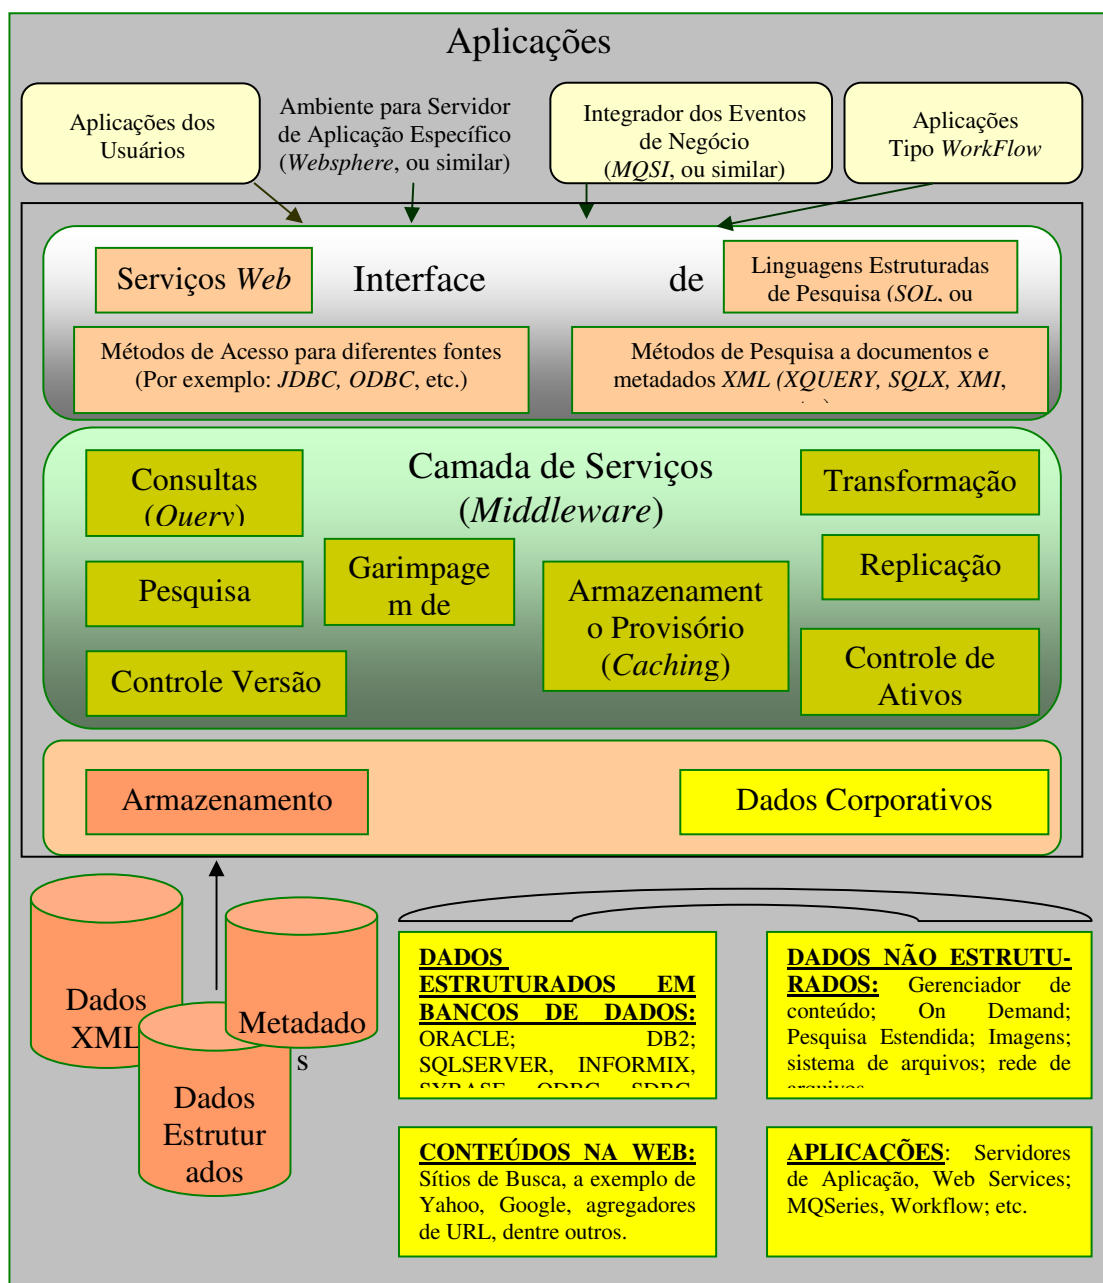 Aplicações
Aplicações dos
Usuários
Ambiente para Servidor
de Aplicação Específico
(Websphere, ou similar)
Integrador dos Eventos
de Negócio
(MQSI, ou similar)
Aplicações
Tipo WorkFlow
Serviços Web
Interface de
Linguagens Estruturadas
de Pesquisa (SQL, ou
Métodos de Acesso para diferentes fontes
(Por exemplo: JDBC, ODBC, etc.)
Métodos de Pesquisa a documentos e
metadados XML (XQUERY, SQLX, XMI,
Camada de Serviços
(Middleware)
Consultas
(Query)
Transformação
Garimpage
m de
Replicação
Pesquisa
Armazenament
o Provisório
(Caching)
Controle Versão
Controle de
Ativos
Armazenamento
Dados Corporativos
Dados
XML
Metadado
s
Dados
Estrutur
ados
DADOS
ESTRUTURADOS EM
BANCOS DE DADOS:
ORACLE; DB2;
SQLSERVER, INFORMIX,
SYBASE, ODBC, SDBC,
DADOS NÃO ESTRUTU-
RADOS: Gerenciador de
conteúdo; On Demand;
Pesquisa Estendida; Imagens;
sistema de arquivos; rede de
arquivos
CONTEÚDOS NA WEB:
Sítios de Busca, a exemplo de
Yahoo, Google, agregadores
de URL, dentre outros.
APLICAÇÕES: Servidores
de Aplicação, Web Services;
MQSeries, Workflow; etc.